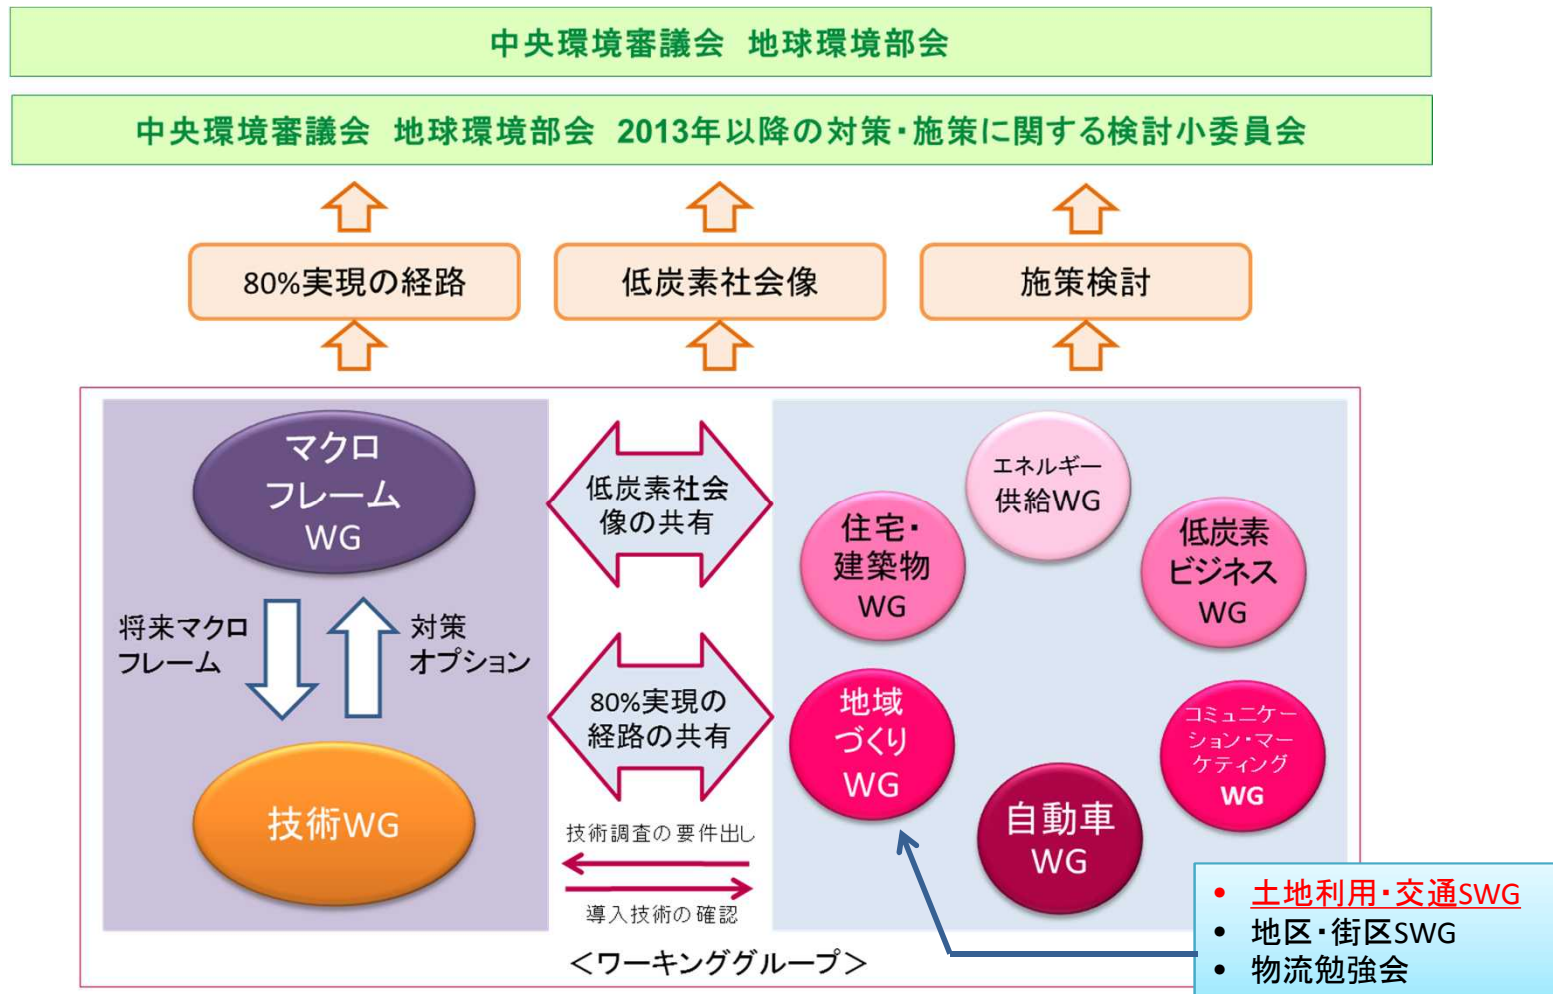 中央環境審議会 地球環境部会
中央環境審議会 地球環境部会 2013年以降の対策・施策に関する検討小委員会
80%実現の経路
低炭素社会像
施策検討
マクロ
フレーム
WG
将来マクロ
フレーム
対策
オプション
技術WG
低炭素社会
像の共有
80%実現の
経路の共有
技術調査の要件出し
導入技術の確認
エネルギー
供給WG
住宅・
建築物
WG
低炭素
ビジネス
WG
地域
づくり
WG
コミュニケー
ション・マー
ケティング
WG
自動車
WG
• 土地利用・交通SWG
• 地区・街区SWG
• 物流勉強会
＜ワーキンググループ＞